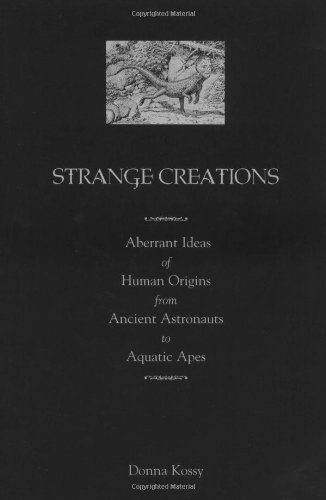 STRANGE CREATIONS
Aberrant Ideas
of
Human Origins
from
Ancient Astronauts
to
Aquatic Apes
Donna Kossy